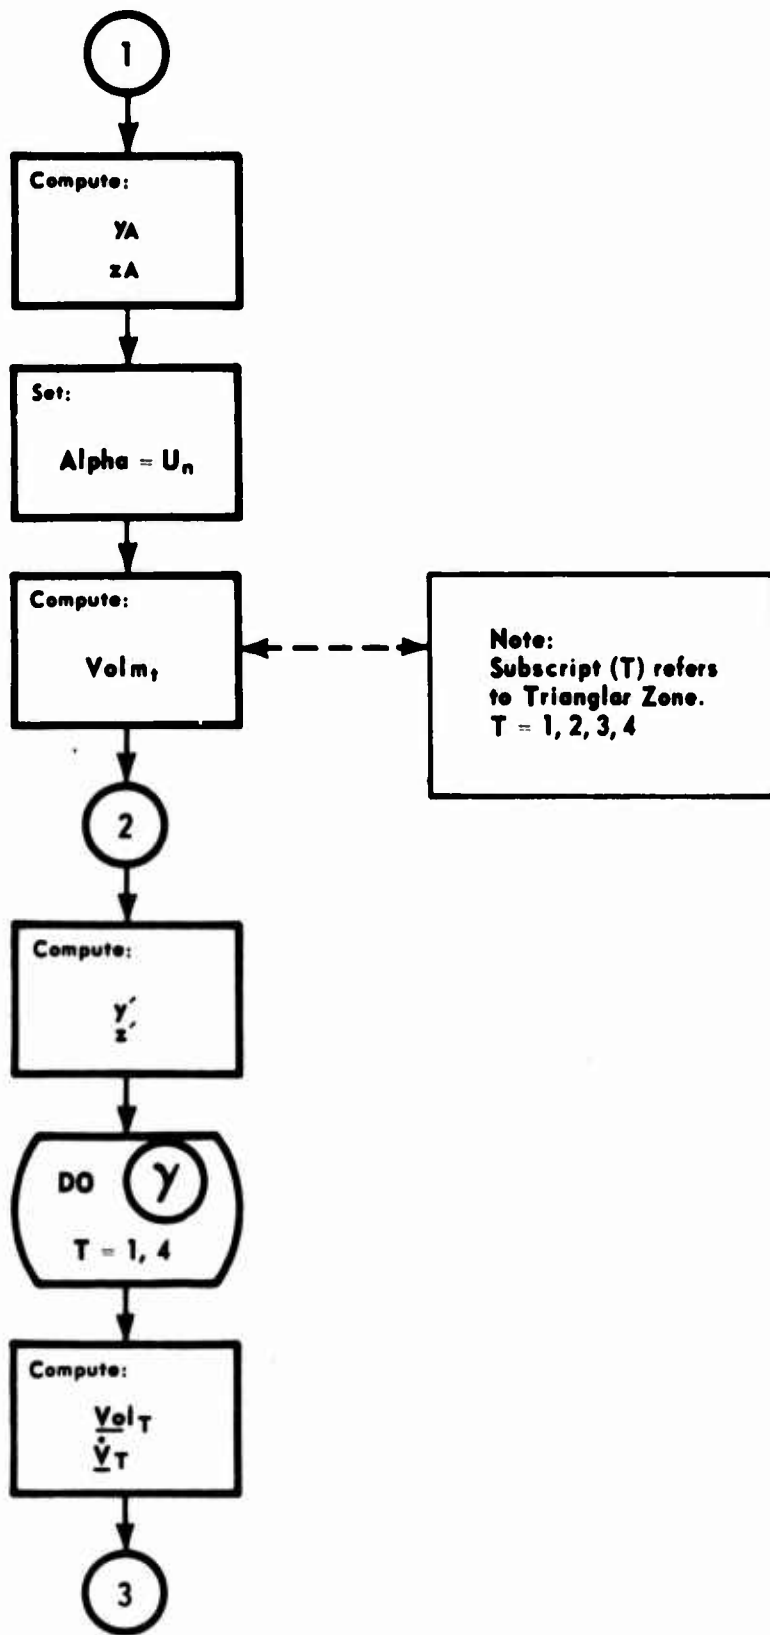 1
Compute:
yA
zA
Set:
Alpha = Uₙ
Compute:
Volmₜ
Note:
Subscript (T) refers
to Trianglar Zone.
T = 1, 2, 3, 4
2
Compute:
y′
z′
DO γ
T = 1, 4
Compute:
Vol T
V̇ T
3